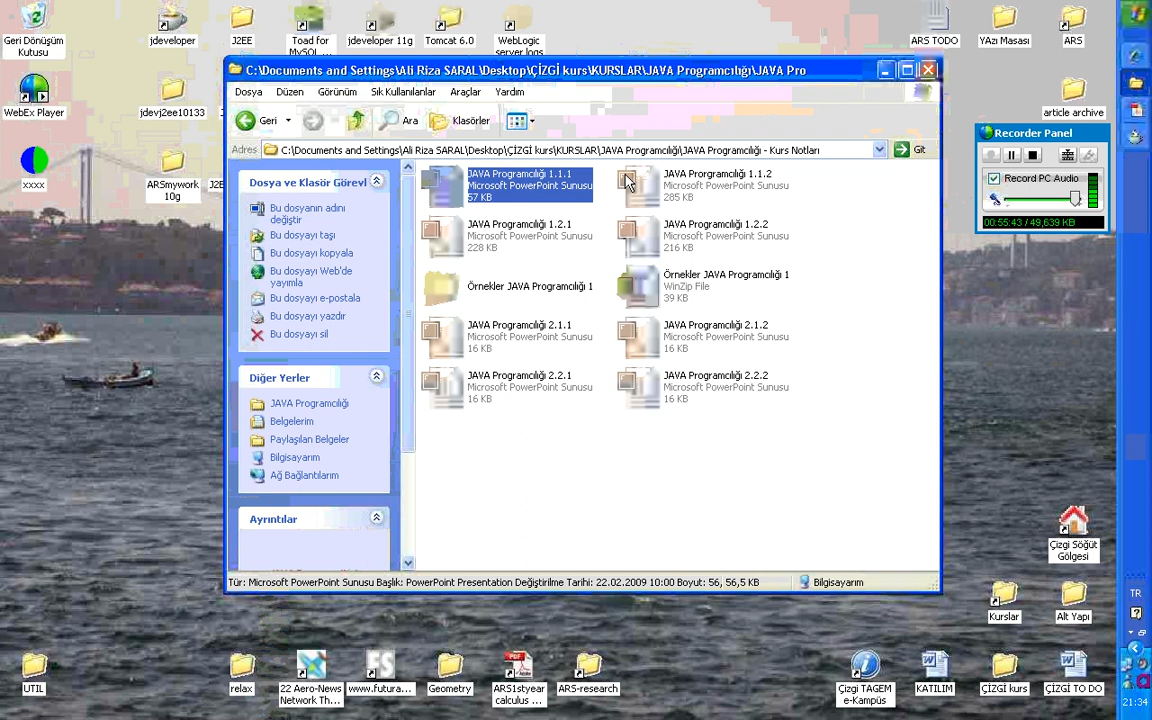 Geri Dönüşüm
Kutusu
jdeveloper
J2EE
Toad for
MySQL ...
jdeveloper 11g
Tomcat 6.0
WebLogic
server logs
ARS TODO
YAzı Masası
ARS
WebEx Player
jdevj2ee10133
article archive
xxxx
ARSmywork
10g
C:\Documents and Settings\Ali Riza SARAL\Desktop\ÇİZGİ kurs\KURSLAR\JAVA Programcılığı\JAVA Pro
Dosya
Düzen
Görünüm
Sık Kullanılanlar
Araçlar
Yardım
Geri
Ara
Klasörler
Adres
C:\Documents and Settings\Ali Riza SARAL\Desktop\ÇİZGİ kurs\KURSLAR\JAVA Programcılığı\JAVA Programcılığı - Kurs Notları
Git
Dosya ve Klasör Görevl
Bu dosyanın adını
değiştir
Bu dosyayı taşı
Bu dosyayı kopyala
Bu dosyayı Web'de
yayımla
Bu dosyayı e-postala
Bu dosyayı yazdır
Bu dosyayı sil
Diğer Yerler
JAVA Programcılığı
Belgelerim
Paylaşılan Belgeler
Bilgisayarım
Ağ Bağlantılarım
Ayrıntılar
JAVA Programcılığı 1.1.1
Microsoft PowerPoint Sunusu
57 KB
JAVA Programcılığı 1.1.2
Microsoft PowerPoint Sunusu
285 KB
JAVA Programcılığı 1.2.1
Microsoft PowerPoint Sunusu
228 KB
JAVA Programcılığı 1.2.2
Microsoft PowerPoint Sunusu
216 KB
Örnekler JAVA Programcılığı 1
Örnekler JAVA Programcılığı 1
WinZip File
39 KB
JAVA Programcılığı 2.1.1
Microsoft PowerPoint Sunusu
16 KB
JAVA Programcılığı 2.1.2
Microsoft PowerPoint Sunusu
16 KB
JAVA Programcılığı 2.2.1
Microsoft PowerPoint Sunusu
16 KB
JAVA Programcılığı 2.2.2
Microsoft PowerPoint Sunusu
16 KB
Tür: Microsoft PowerPoint Sunusu Başlık: PowerPoint Presentation Değiştirilme Tarihi: 22.02.2009 10:00 Boyut: 56, 56,5 KB
Bilgisayarım
Recorder Panel
Record PC Audio
00:55:43 / 49,639 KB
Çizgi Söğüt
Gölgesi
Kurslar
Alt Yapı
TR
UTIL
relax
22 Aero-News
Network Th...
www.futura...
Geometry
ARS1styear
calculus ...
ARS-research
Çizgi TAGEM
e-Kampüs
KATILIM
ÇİZGİ kurs
ÇİZGİ TO DO
21:34